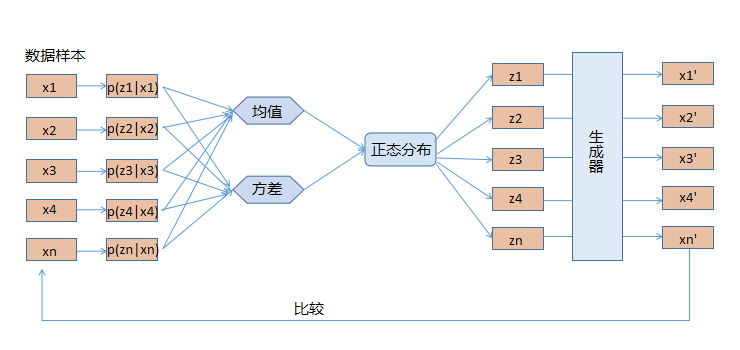 数据样本
x1
p(z1|x1)
x2
p(z2|x2)
x3
p(z3|x3)
x4
p(z4|x4)
xn
p(zn|xn)
均值
方差
正态分布
z1
z2
z3
z4
zn
生成器
x1'
x2'
x3'
x4'
xn'
比较